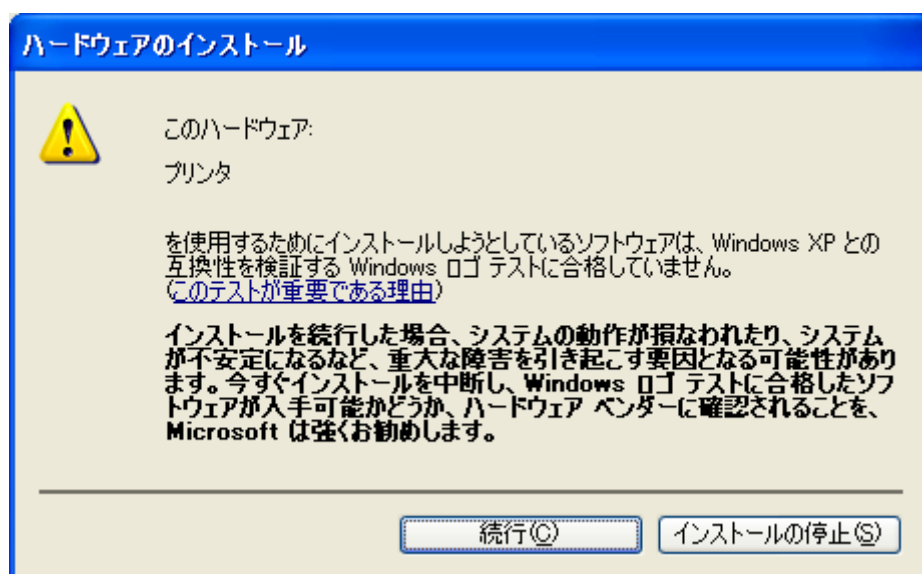 ハードウェアのインストール
このハードウェア:
プリンタ
を使用するためにインストールしようとしているソフトウェアは、Windows XP との
互換性を検証する Windows ロゴ テストに合格していません。
(このテストが重要である理由)
インストールを続行した場合、システムの動作が損なわれたり、システム
が不安定になるなど、重大な障害を引き起こす要因となる可能性があり
ます。今すぐインストールを中断し、Windows ロゴ テストに合格したソフ
トウェアが入手可能かどうか、ハードウェア ベンダーに確認されることを、
Microsoft は強くお勧めします。
続行(C)
インストールの停止(S)